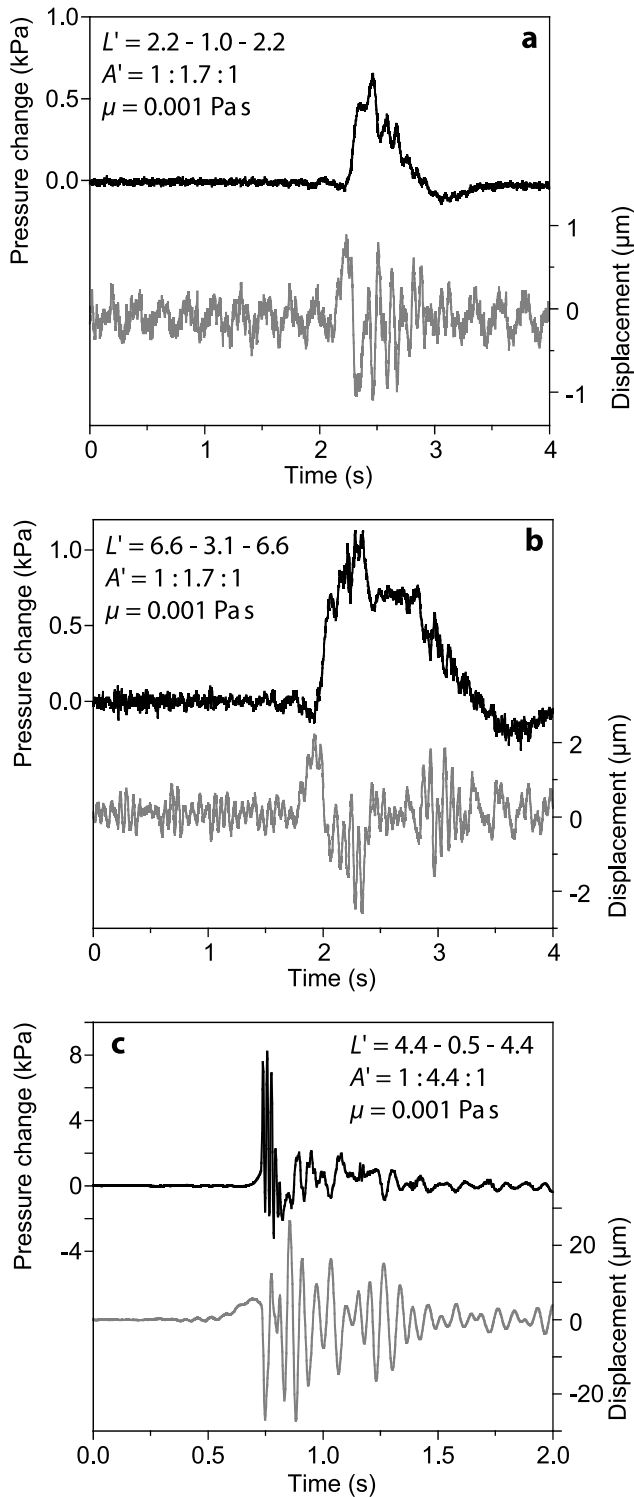 a
L' = 2.2 - 1.0 - 2.2
A' = 1 : 1.7 : 1
μ = 0.001 Pa s
Pressure change (kPa)
1.0
0.5
0.0
Displacement (μm)
1
0
-1
0 1 2 3 4
Time (s)
b
L' = 6.6 - 3.1 - 6.6
A' = 1 : 1.7 : 1
μ = 0.001 Pa s
Pressure change (kPa)
1.0
0.5
0.0
Displacement (μm)
2
0
-2
0 1 2 3 4
Time (s)
c
L' = 4.4 - 0.5 - 4.4
A' = 1 : 4.4 : 1
μ = 0.001 Pa s
Pressure change (kPa)
8
4
0
-4
Displacement (μm)
20
0
-20
0.0 0.5 1.0 1.5 2.0
Time (s)